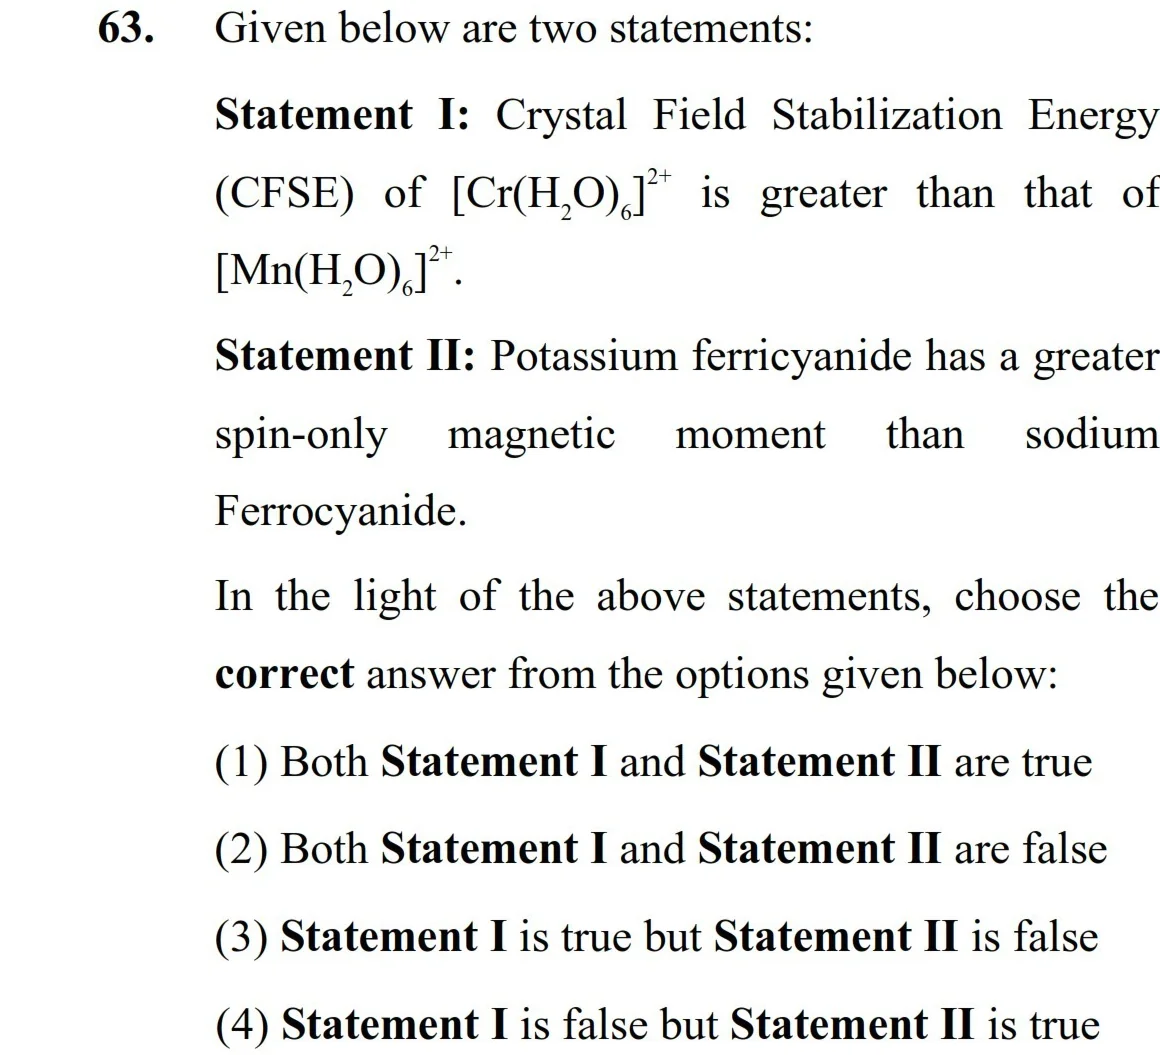 63. Given below are two statements:
Statement I: Crystal Field Stabilization Energy
(CFSE) of [Cr(H₂O)₆]²⁺ is greater than that of
[Mn(H₂O)₆]²⁺.
Statement II: Potassium ferricyanide has a greater
spin-only magnetic moment than sodium
Ferrocyanide.
In the light of the above statements, choose the
correct answer from the options given below:
(1) Both Statement I and Statement II are true
(2) Both Statement I and Statement II are false
(3) Statement I is true but Statement II is false
(4) Statement I is false but Statement II is true